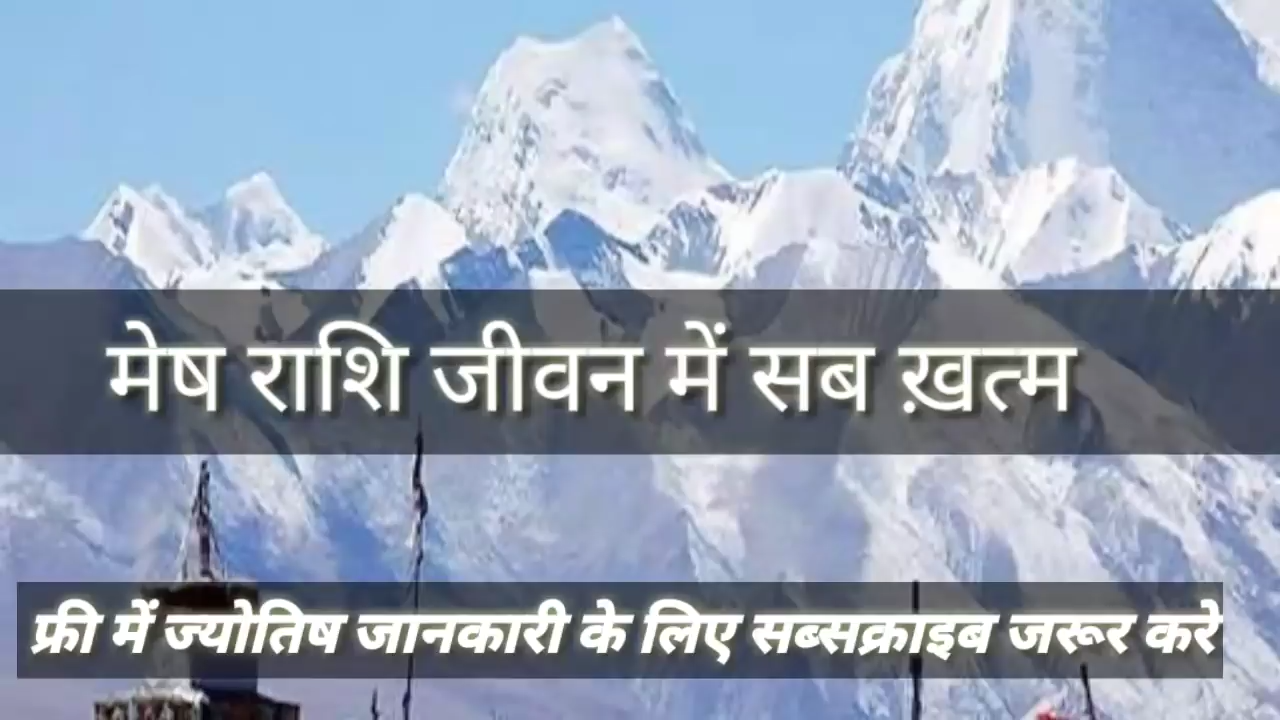 मेष राशि जीवन में सब ख़त्म
फ्री में ज्योतिष जानकारी के लिए सब्सक्राइब जरूर करे